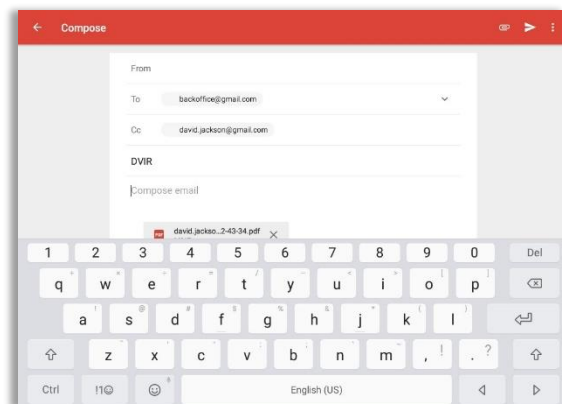 Compose
From
To backoffice@gmail.com
Cc david.jackson@gmail.com
DVIR
Compose email
PDF david.jackso...2-43-34.pdf
1 2 3 4 5 6 7 8 9 0 Del
q w e r t y u i o p
a s d f g h j k l
z x c v b n m , ! . ?
Ctrl !1☺ English (US)